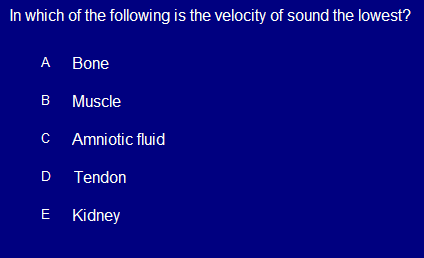 In which of the following is the velocity of sound the lowest?
A Bone
B Muscle
C Amniotic fluid
D Tendon
E Kidney